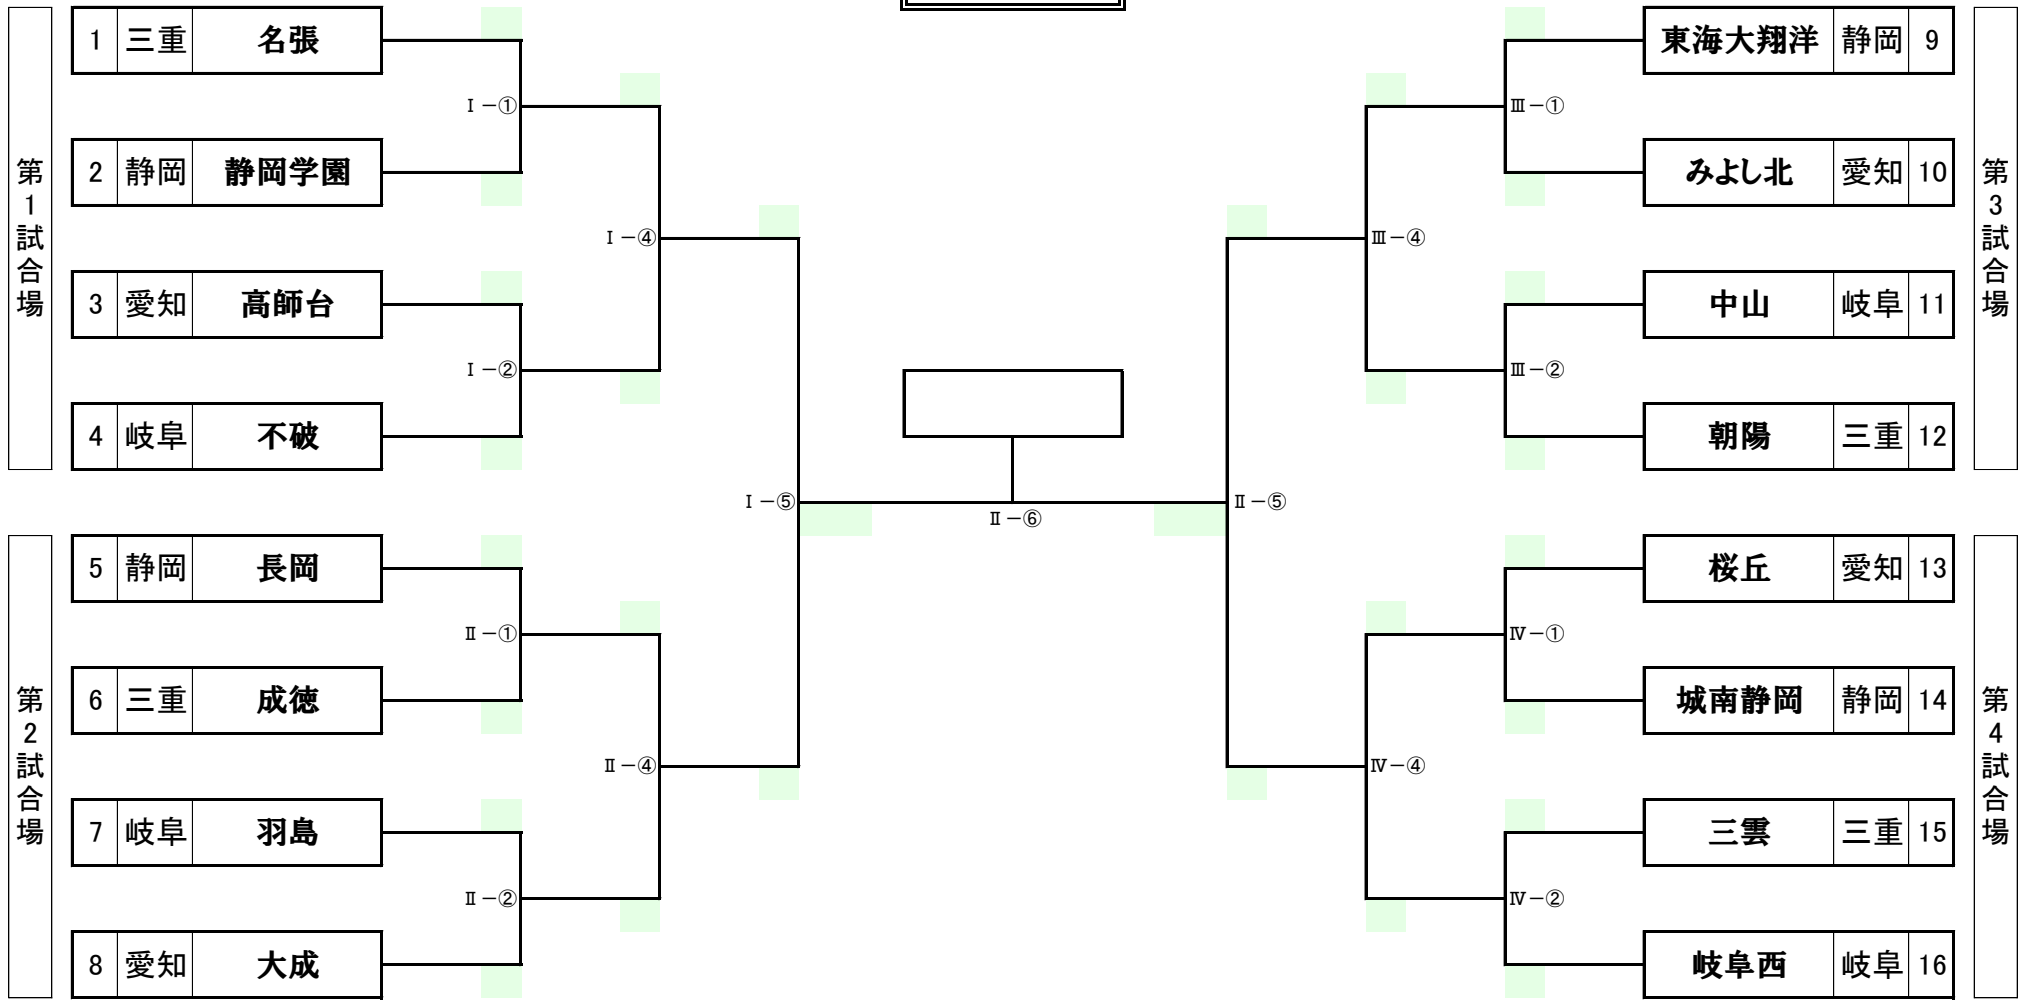 第1試合場
1 三重 名張
2 静岡 静岡学園
3 愛知 高師台
4 岐阜 不破
Ⅰ－①
Ⅰ－②
Ⅰ－④
第2試合場
5 静岡 長岡
6 三重 成徳
7 岐阜 羽島
8 愛知 大成
Ⅱ－①
Ⅱ－②
Ⅱ－④
Ⅰ－⑤
Ⅱ－⑥
Ⅱ－⑤
東海大翔洋 静岡 9
みよし北 愛知 10
中山 岐阜 11
朝陽 三重 12
第3試合場
Ⅲ－①
Ⅲ－②
Ⅲ－④
桜丘 愛知 13
城南静岡 静岡 14
三雲 三重 15
岐阜西 岐阜 16
第4試合場
Ⅳ－①
Ⅳ－②
Ⅳ－④